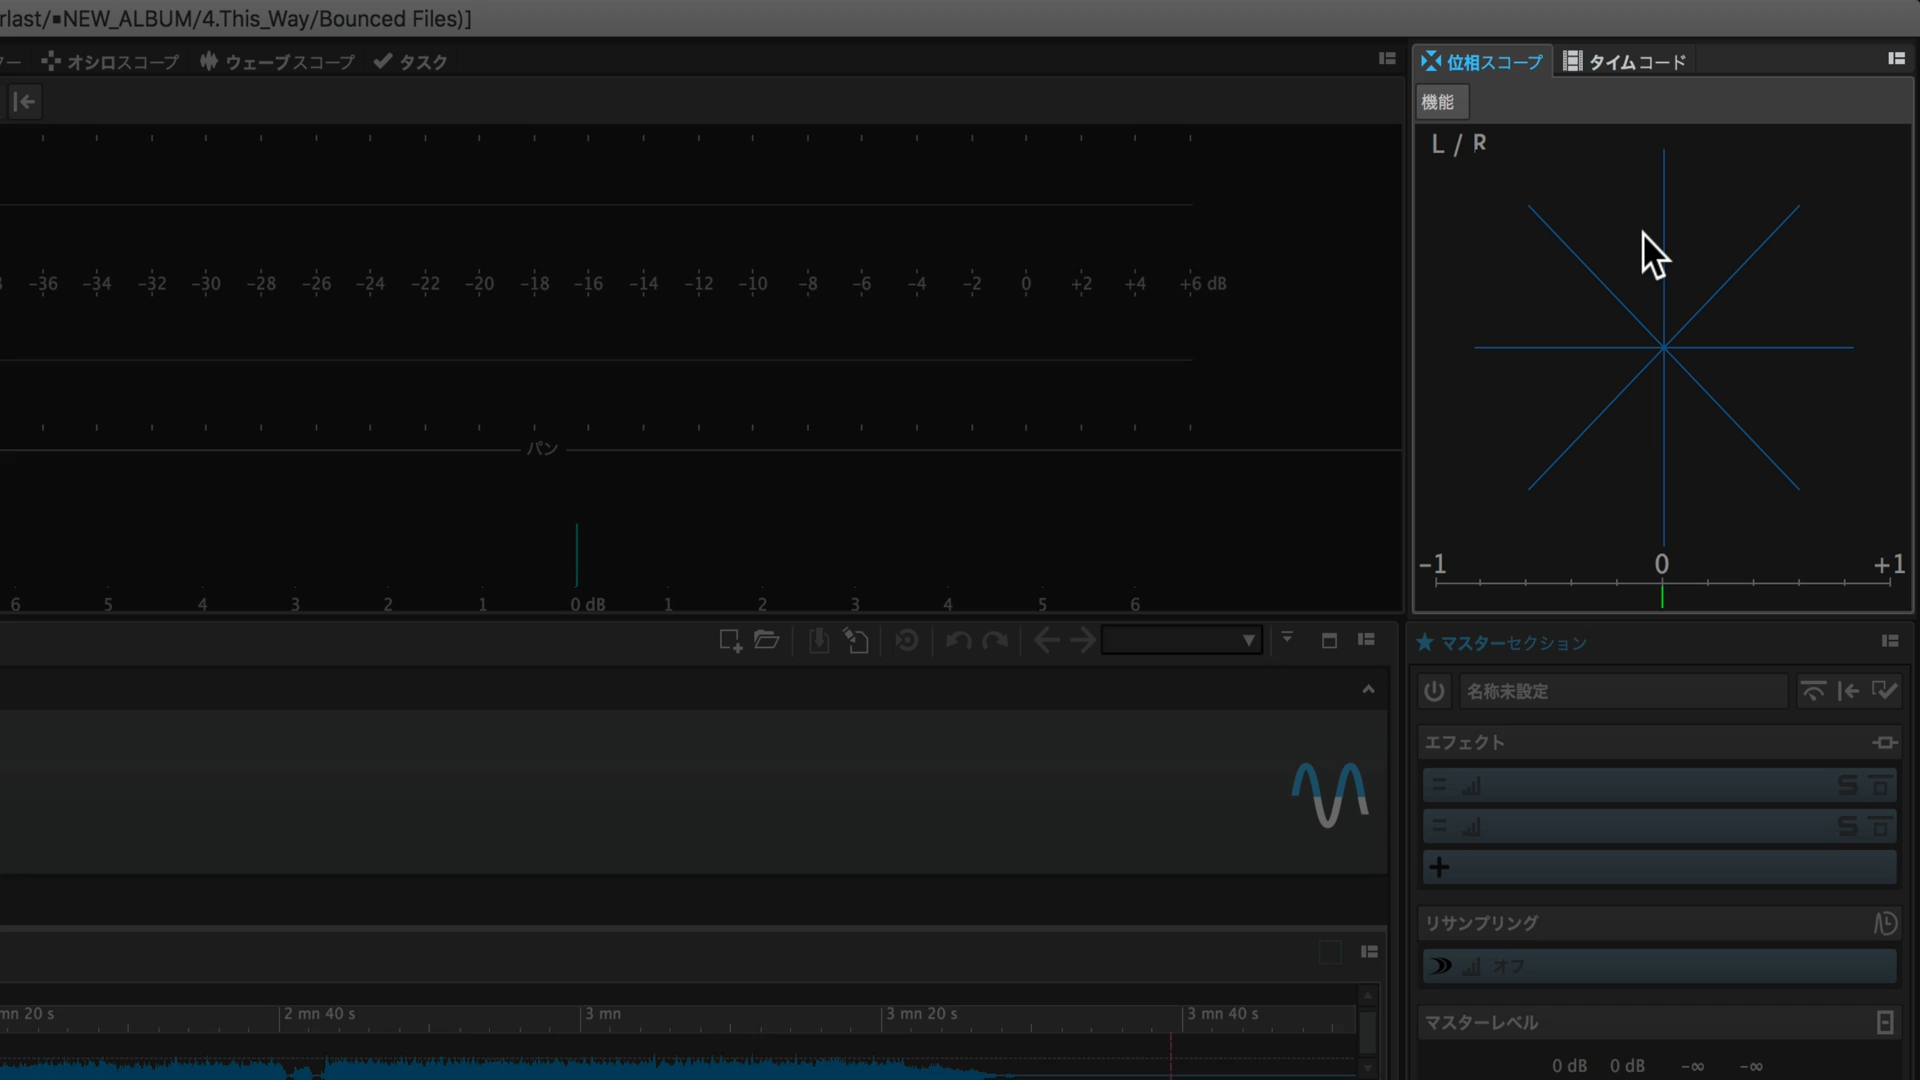 rlast/▪NEW_ALBUM/4.This_Way/Bounced Files)]
ー オシロスコープ ウェーブスコープ タスク
位相スコープ タイムコード
機能
L / R
-36 -34 -32 -30 -28 -26 -24 -22 -20 -18 -16 -14 -12 -10 -8 -6 -4 -2 0 +2 +4 +6 dB
パン
6 5 4 3 2 1 0 dB 1 2 3 4 5 6
-1 0 +1
マスターセクション
名称未設定
エフェクト
S
S
リサンプリング
オフ
マスターレベル
0 dB 0 dB -∞ -∞
mn 20 s 2 mn 40 s 3 mn 3 mn 20 s 3 mn 40 s